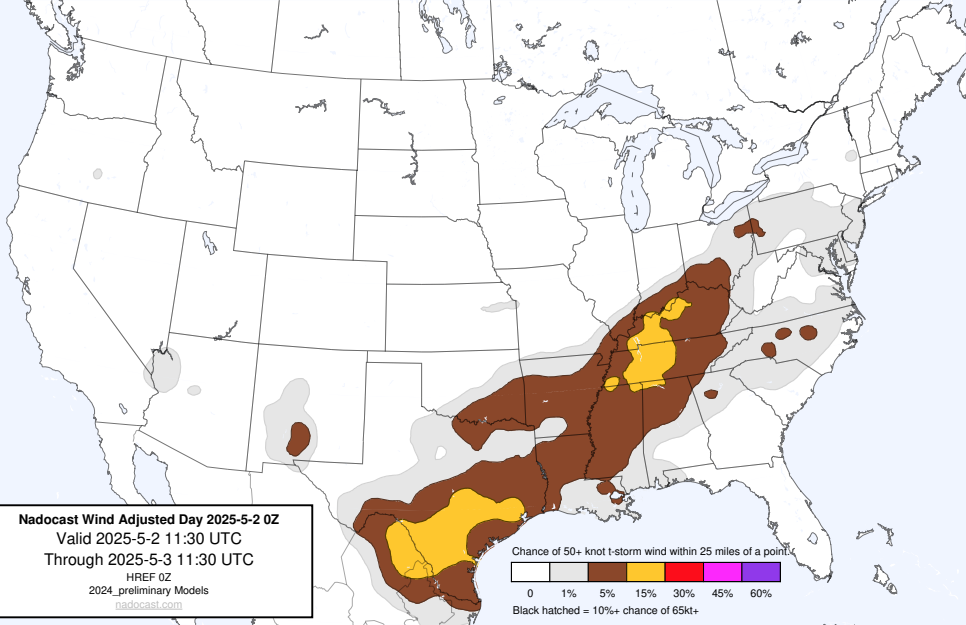 Nadocast Wind Adjusted Day 2025-5-2 0Z
Valid 2025-5-2 11:30 UTC
Through 2025-5-3 11:30 UTC
HREF 0Z
2024_preliminary Models
nadocast.com
Chance of 50+ knot t-storm wind within 25 miles of a point.
0 1% 5% 15% 30% 45% 60%
Black hatched = 10%+ chance of 65kt+